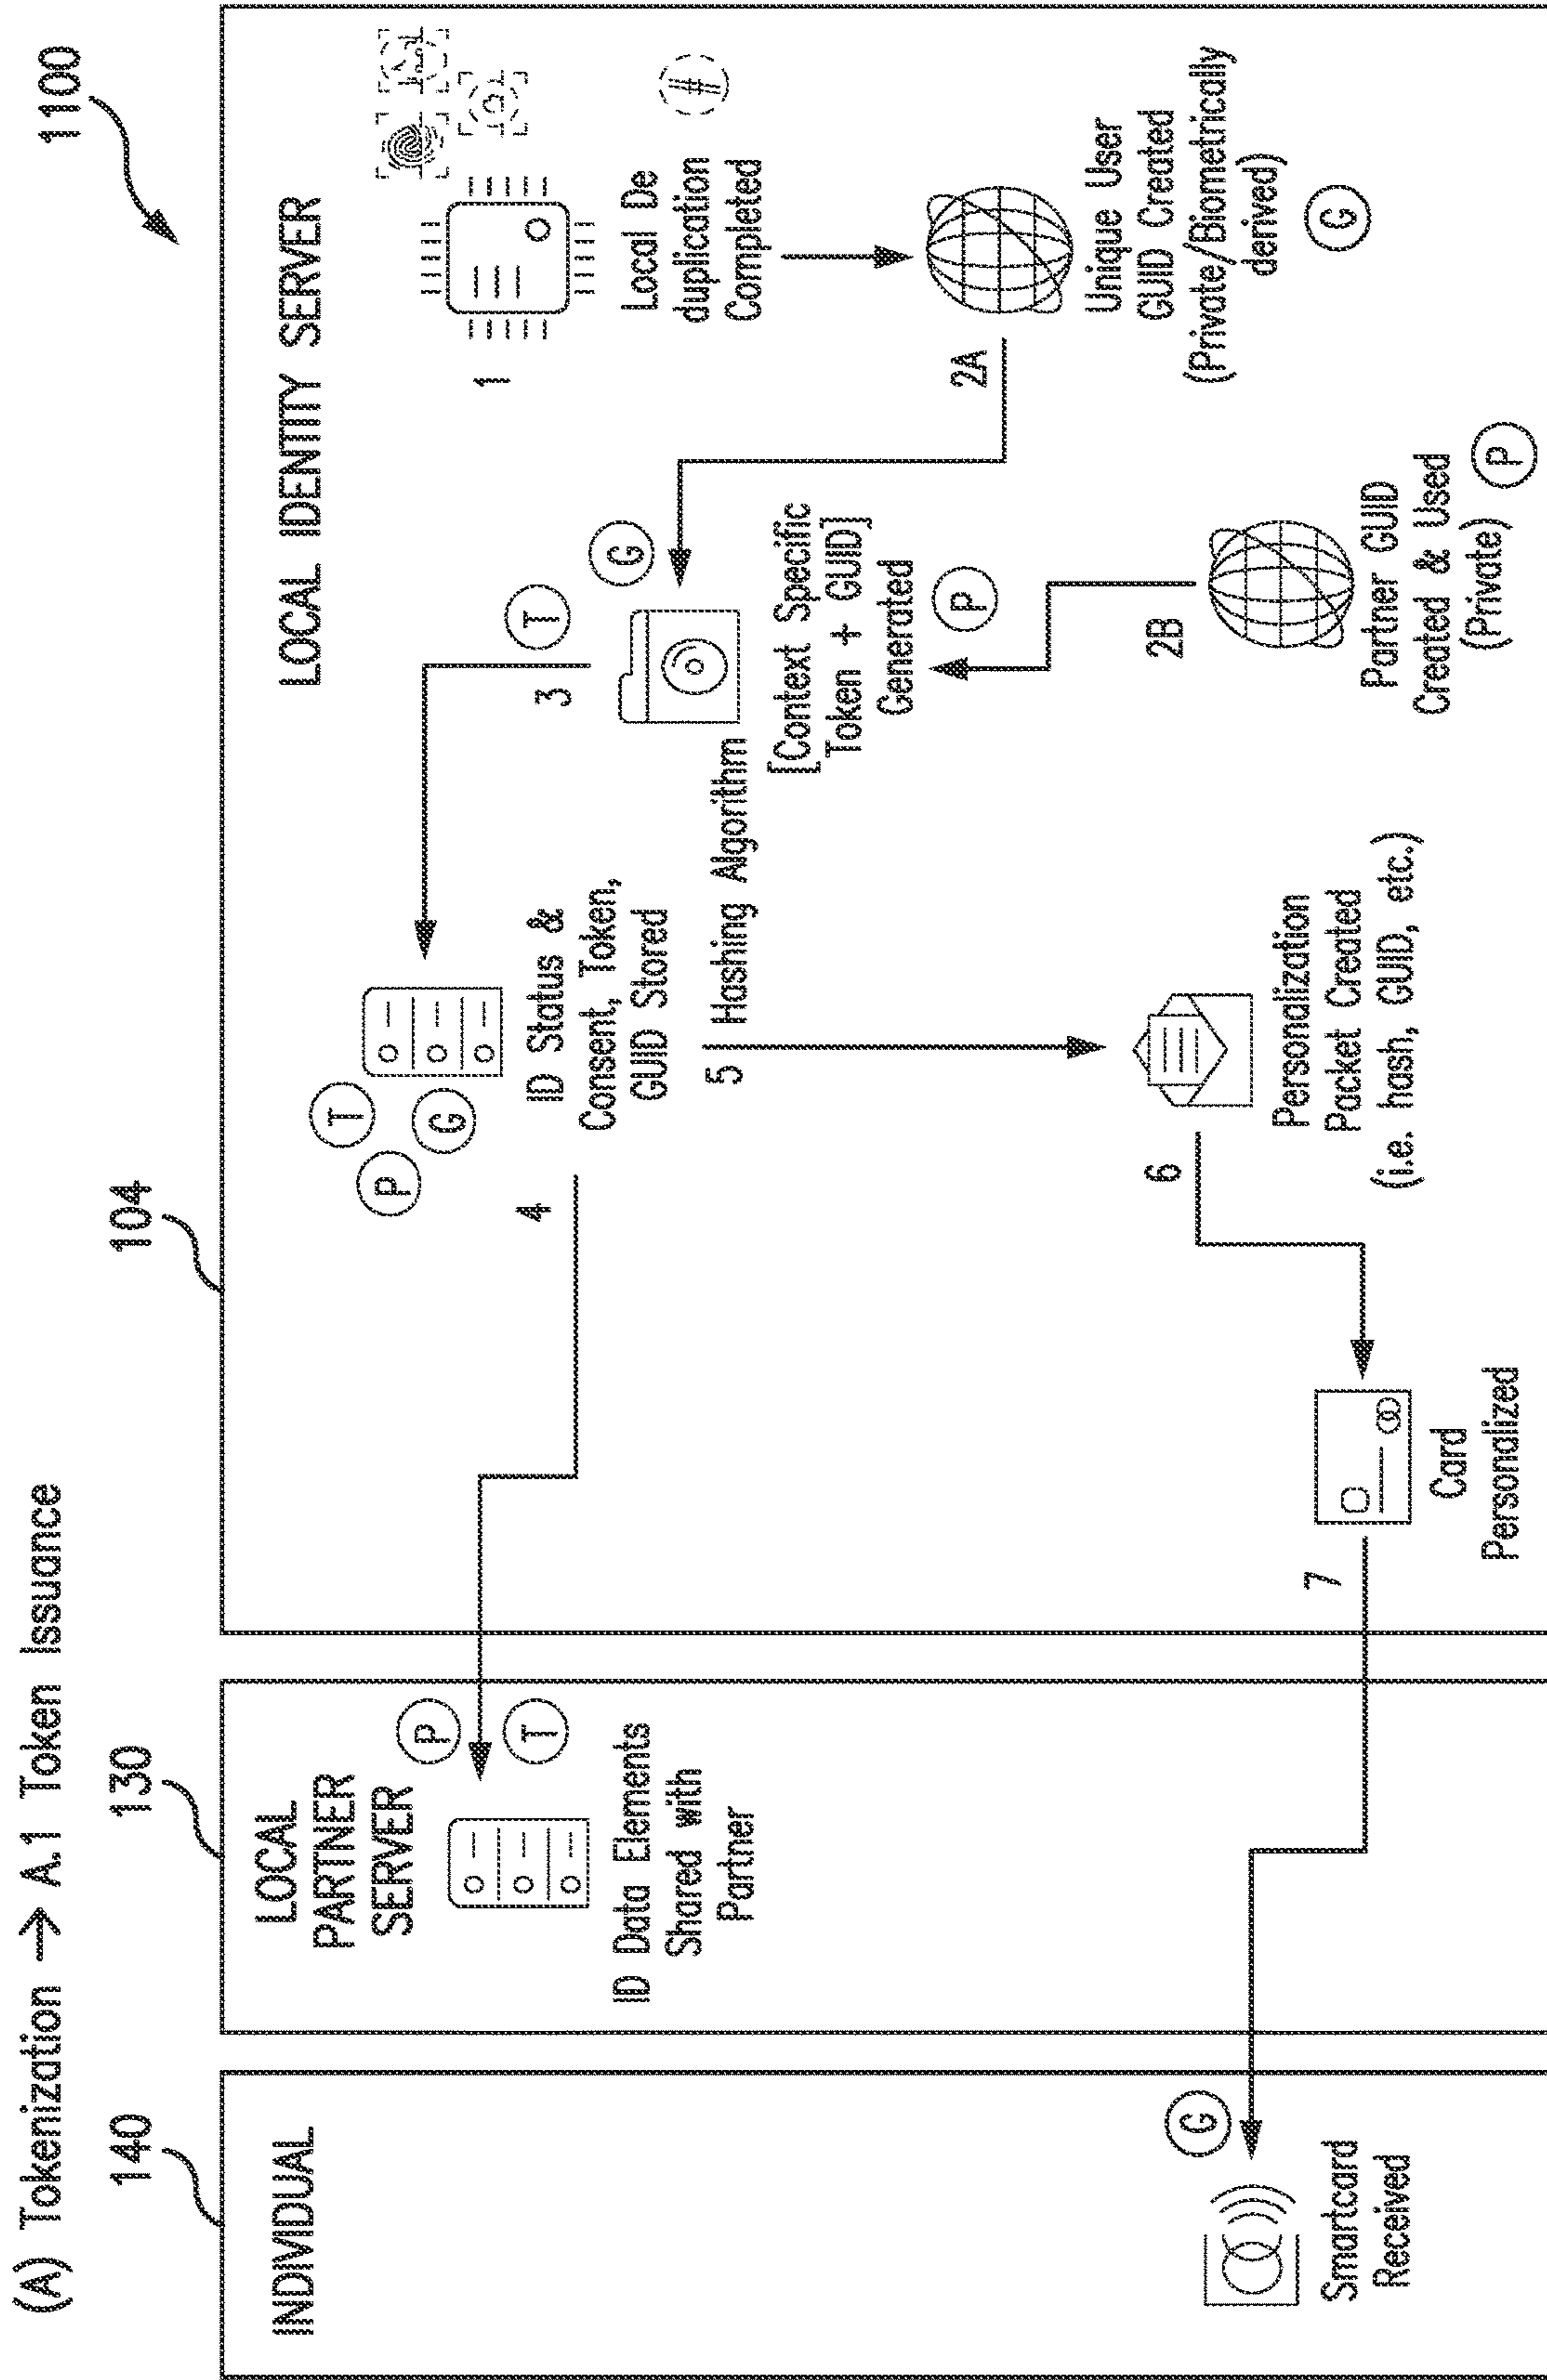 (A) Tokenization → A.1 Token Issuance
1100
140
130
104
INDIVIDUAL
G
Smartcard
Received
LOCAL
PARTNER
SERVER
P
T
ID Data Elements
Shared with
Partner
LOCAL IDENTITY SERVER
1
Local De
duplication
Completed
#
2A
Unique User
GUID Created
(Private/Biometrically
derived)
G
2B
Partner GUID
Created & Used
(Private)
P
3
T
G
[Context Specific
Token + GUID]
Generated
P
T
P
G
4
ID Status &
Consent, Token,
GUID Stored
5
Hashing Algorithm
6
Personalization
Packet Created
(i.e. hash, GUID, etc.)
7
Card
Personalized